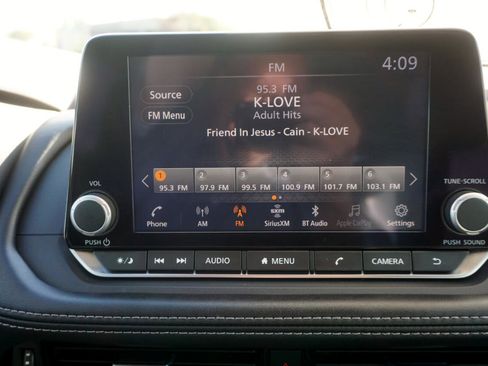 FM
4:09
Source
95.3 FM
K-LOVE
FM Menu
Adult Hits
Friend In Jesus - Cain - K-LOVE
1 2 3 4 5 6
95.3 FM 97.9 FM 99.5 FM 100.9 FM 101.7 FM 103.1 FM
VOL
TUNE-SCROLL
SXM
Phone AM FM SiriusXM BT Audio Apple CarPlay Settings
PUSH
PUSH SOUND
AUDIO MENU CAMERA